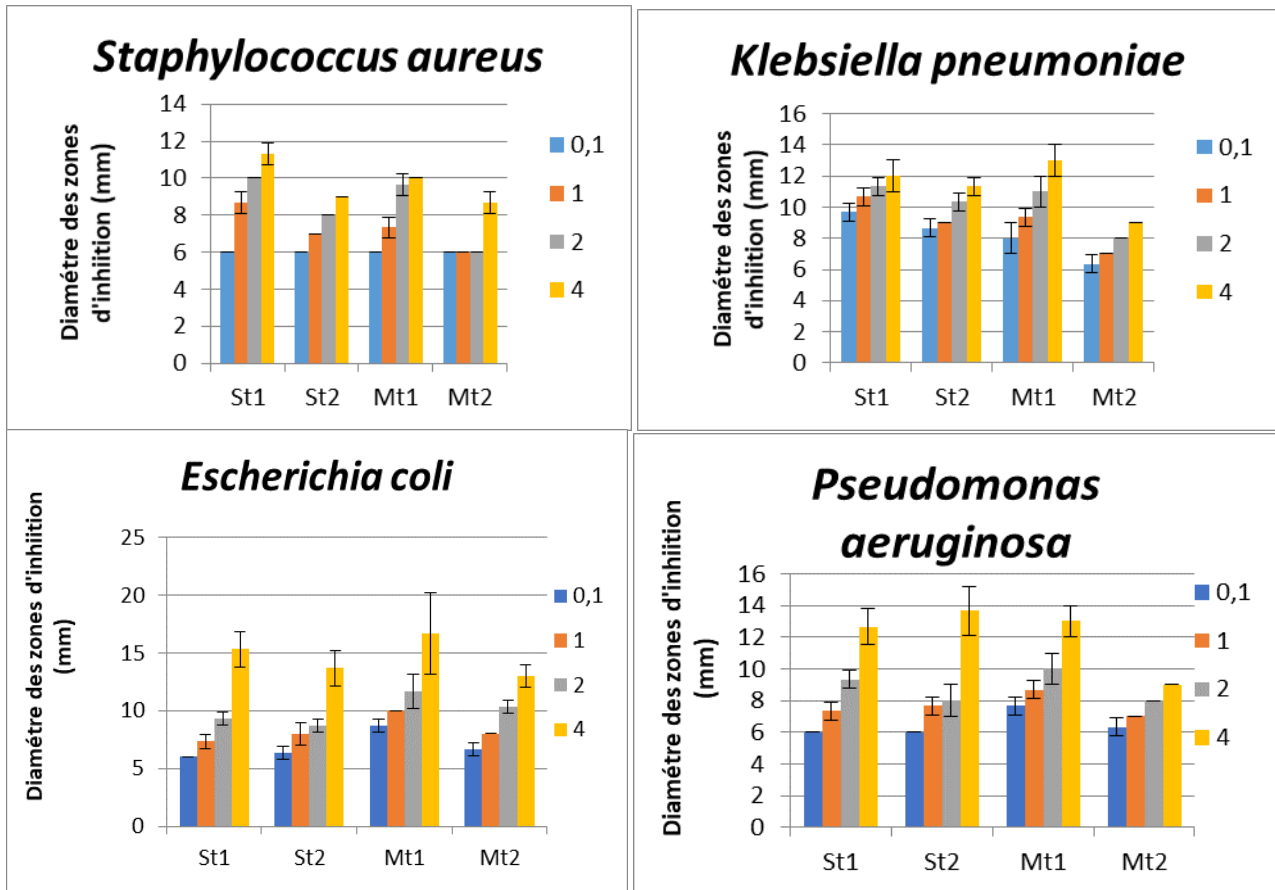 Staphylococcus aureus
Diamétre des zones
d'inhiition (mm)
14
12
10
8
6
4
2
0
St1 St2 Mt1 Mt2
0,1
1
2
4
Klebsiella pneumoniae
Diamétre des zones
d'inhiition (mm)
16
14
12
10
8
6
4
2
0
St1 St2 Mt1 Mt2
0,1
1
2
4
Escherichia coli
Diamétre des zones d'inhiition
(mm)
25
20
15
10
5
0
St1 St2 Mt1 Mt2
0,1
1
2
4
Pseudomonas
aeruginosa
Diamétre des zones d'inhiition
(mm)
16
14
12
10
8
6
4
2
0
St1 St2 Mt1 Mt2
0,1
1
2
4